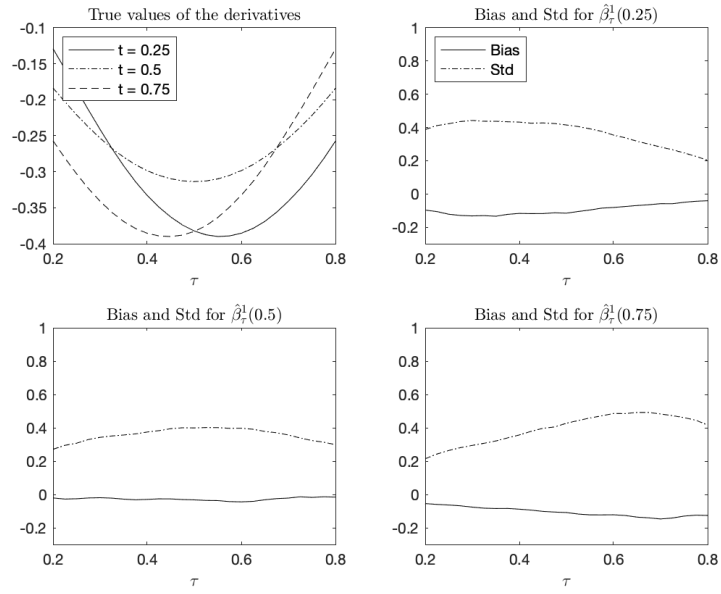 True values of the derivatives
-0.1
-0.15
-0.2
-0.25
-0.3
-0.35
-0.4
t = 0.25
t = 0.5
t = 0.75
0.2 0.4 0.6 0.8
τ
Bias and Std for β̂¹τ(0.25)
1
0.8
0.6
0.4
0.2
0
-0.2
Bias
Std
0.2 0.4 0.6 0.8
τ
Bias and Std for β̂¹τ(0.5)
1
0.8
0.6
0.4
0.2
0
-0.2
0.2 0.4 0.6 0.8
τ
Bias and Std for β̂¹τ(0.75)
1
0.8
0.6
0.4
0.2
0
-0.2
0.2 0.4 0.6 0.8
τ